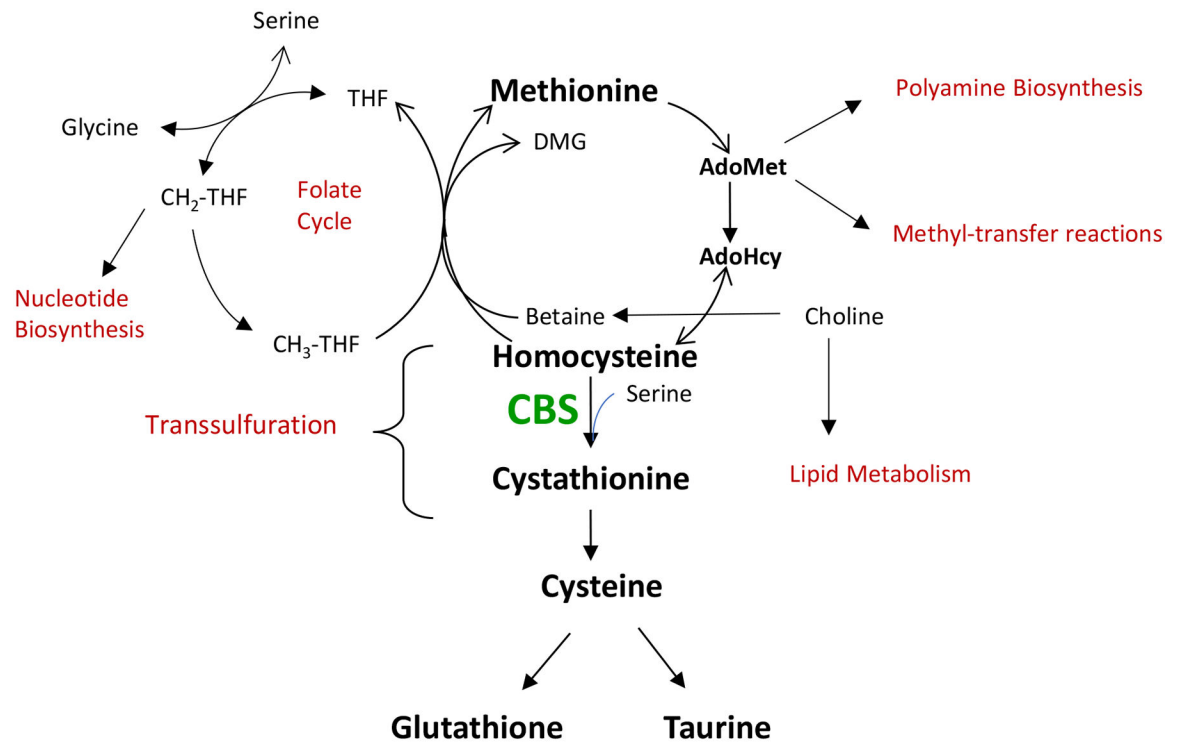 Serine
THF
Methionine
Polyamine Biosynthesis
Glycine
DMG
AdoMet
CH₂-THF
Folate
Cycle
Methyl-transfer reactions
AdoHcy
Nucleotide
Biosynthesis
Betaine
Choline
CH₃-THF
Homocysteine
Serine
CBS
Transsulfuration
Cystathionine
Lipid Metabolism
Cysteine
Glutathione
Taurine